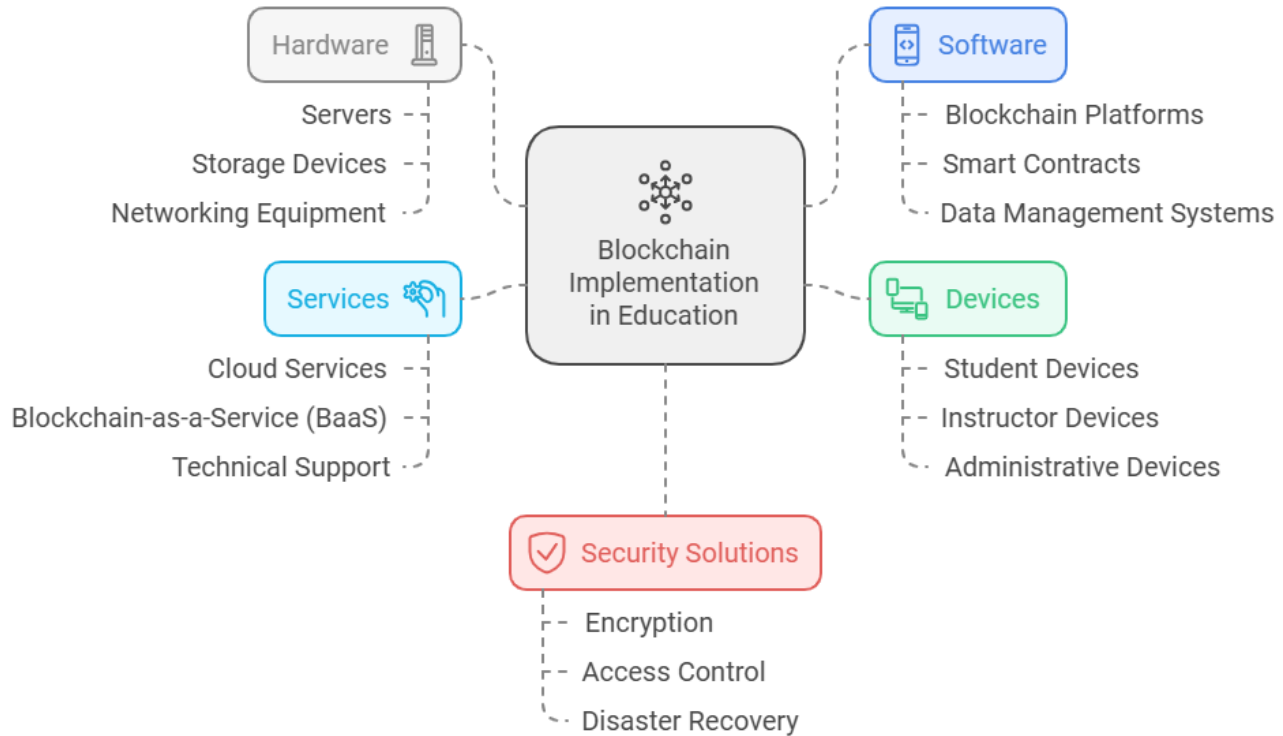 Hardware
Servers
Storage Devices
Networking Equipment
Software
Blockchain Platforms
Smart Contracts
Data Management Systems
Blockchain
Implementation
in Education
Services
Cloud Services
Blockchain-as-a-Service (BaaS)
Technical Support
Devices
Student Devices
Instructor Devices
Administrative Devices
Security Solutions
Encryption
Access Control
Disaster Recovery